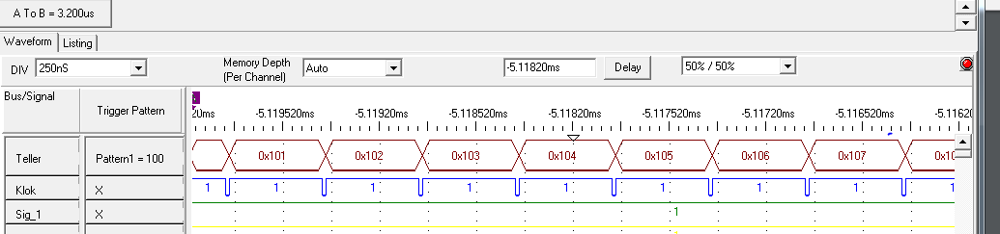 A To B = 3.200us
Waveform Listing
DIV 250nS Memory Depth (Per Channel) Auto -5.11820ms Delay 50% / 50%
Bus/Signal Trigger Pattern
20ms -5.119520ms -5.11920ms -5.118520ms -5.11820ms -5.117520ms -5.11720ms -5.116520ms -5.11620
Teller Pattern1 = 100 0x101 0x102 0x103 0x104 0x105 0x106 0x107 0x10
Klok X 1 1 1 1 1 1 1 1 1
Sig_1 X 1